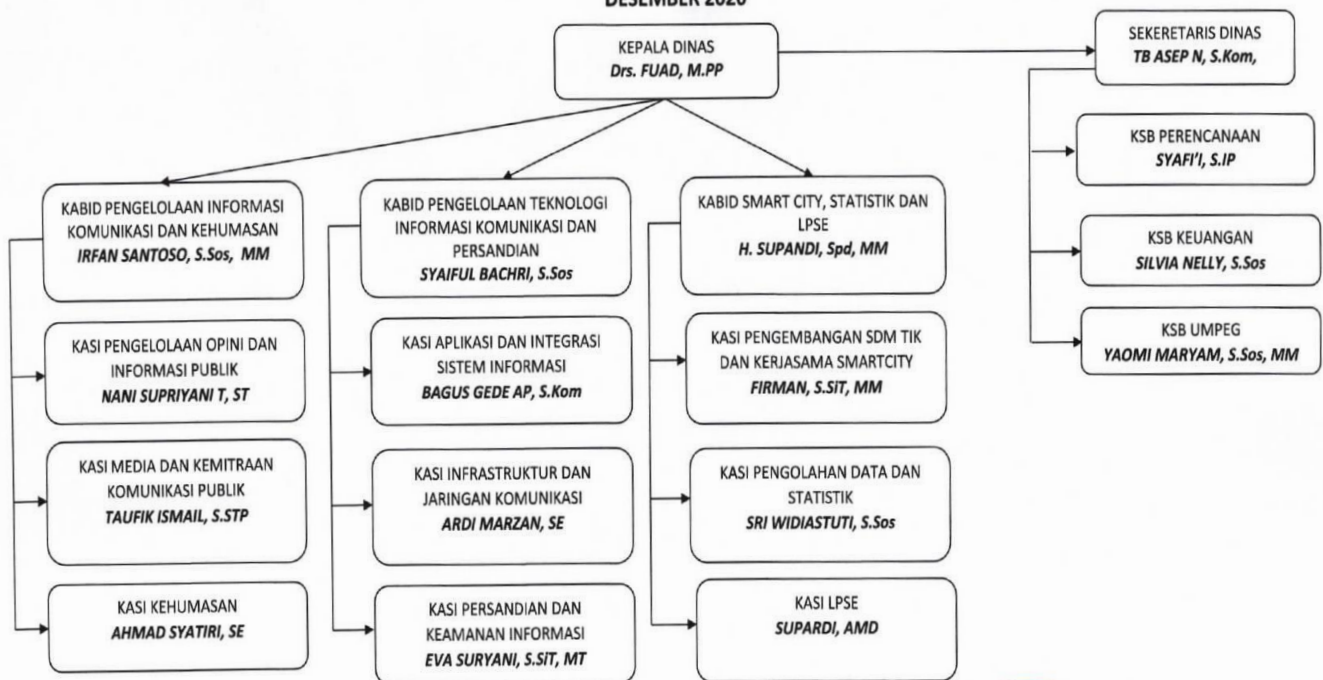 DESEMBER 2020
KEPALA DINAS
Drs. FUAD, M.PP
SEKERETARIS DINAS
TB ASEP N, S.Kom,
KSB PERENCANAAN
SYAFI'I, S.IP
KSB KEUANGAN
SILVIA NELLY, S.Sos
KSB UMPEG
YAOMI MARYAM, S.Sos, MM
KABID PENGELOLAAN INFORMASI
KOMUNIKASI DAN KEHUMASAN
IRFAN SANTOSO, S.Sos, MM
KASI PENGELOLAAN OPINI DAN
INFORMASI PUBLIK
NANI SUPRIYANI T, ST
KASI MEDIA DAN KEMITRAAN
KOMUNIKASI PUBLIK
TAUFIK ISMAIL, S.STP
KASI KEHUMASAN
AHMAD SYATIRI, SE
KABID PENGELOLAAN TEKNOLOGI
INFORMASI KOMUNIKASI DAN
PERSANDIAN
SYAIFUL BACHRI, S.Sos
KASI APLIKASI DAN INTEGRASI
SISTEM INFORMASI
BAGUS GEDE AP, S.Kom
KASI INFRASTRUKTUR DAN
JARINGAN KOMUNIKASI
ARDI MARZAN, SE
KASI PERSANDIAN DAN
KEAMANAN INFORMASI
EVA SURYANI, S.SiT, MT
KABID SMART CITY, STATISTIK DAN
LPSE
H. SUPANDI, Spd, MM
KASI PENGEMBANGAN SDM TIK
DAN KERJASAMA SMARTCITY
FIRMAN, S.SiT, MM
KASI PENGOLAHAN DATA DAN
STATISTIK
SRI WIDIASTUTI, S.Sos
KASI LPSE
SUPARDI, AMD